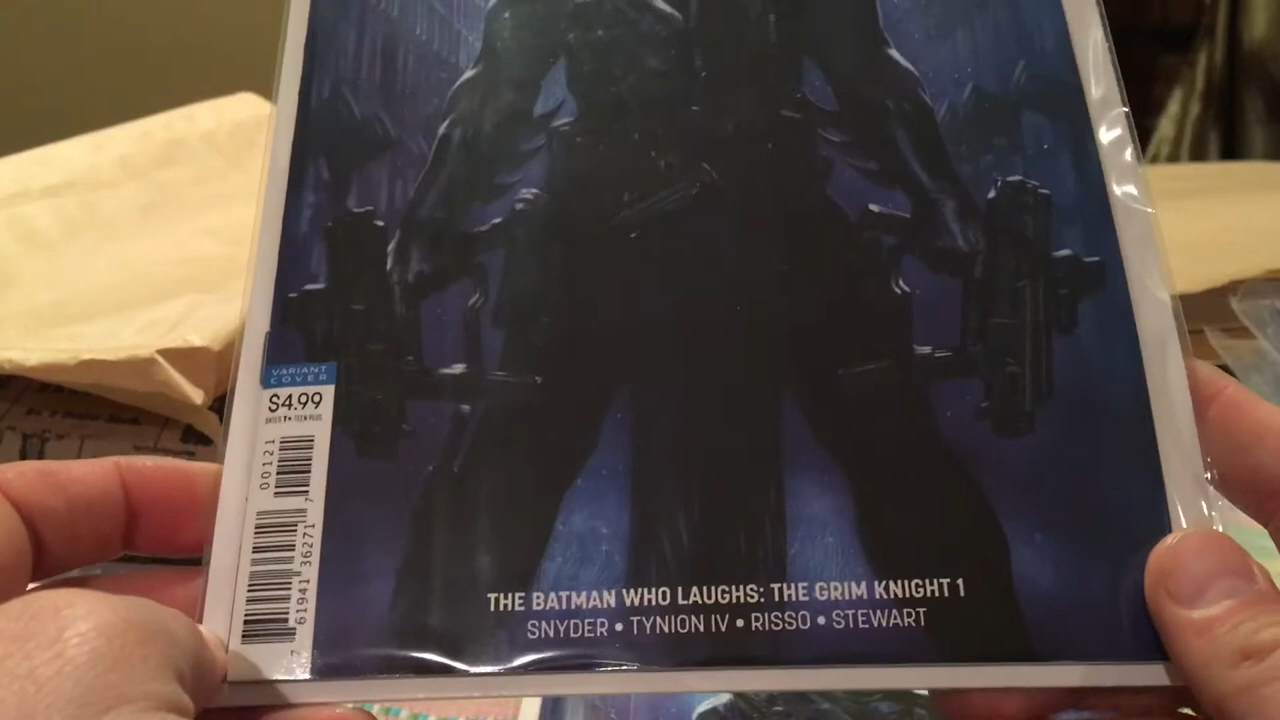 VARIANT
COVER
$4.99
TEEN PLUS
00121
7 61941 36271 7
THE BATMAN WHO LAUGHS: THE GRIM KNIGHT 1
SNYDER • TYNION IV • RISSO • STEWART